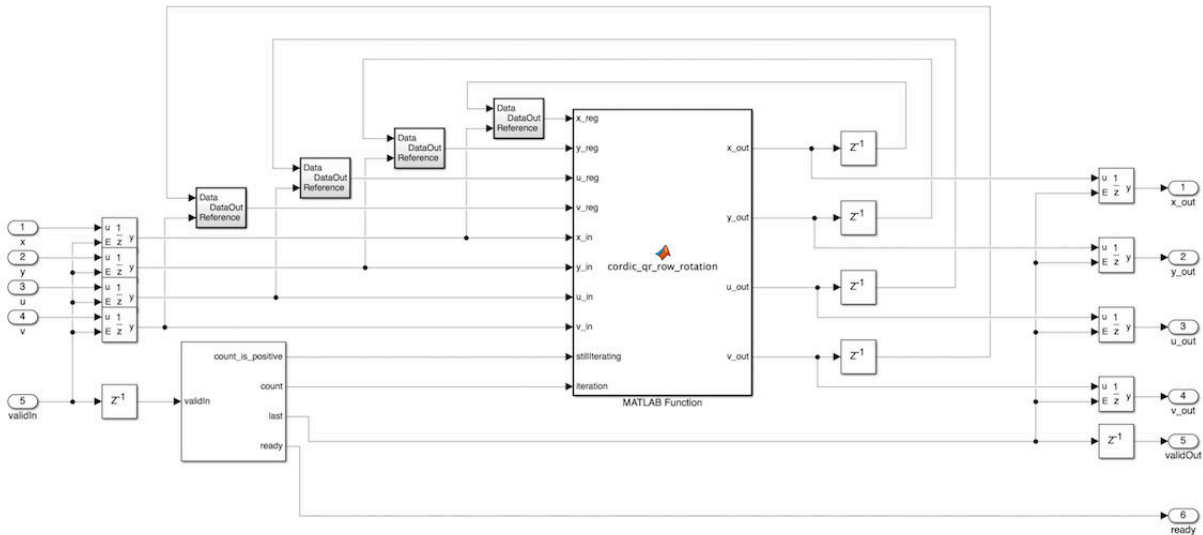 Data
DataOut
Reference
Data
DataOut
Reference
Data
DataOut
Reference
Data
DataOut
Reference
1
x
2
y
3
u
4
v
5
validIn
u 1
E z y
u 1
E z y
u 1
E z y
u 1
E z y
Z-1
validIn
count_is_positive
count
last
ready
x_reg
y_reg
u_reg
v_reg
x_in
y_in
u_in
v_in
stillIterating
iteration
cordic_qr_row_rotation
x_out
y_out
u_out
v_out
MATLAB Function
Z-1
Z-1
Z-1
Z-1
u 1
E z y
u 1
E z y
u 1
E z y
u 1
E z y
Z-1
1
x_out
2
y_out
3
u_out
4
v_out
5
validOut
6
ready